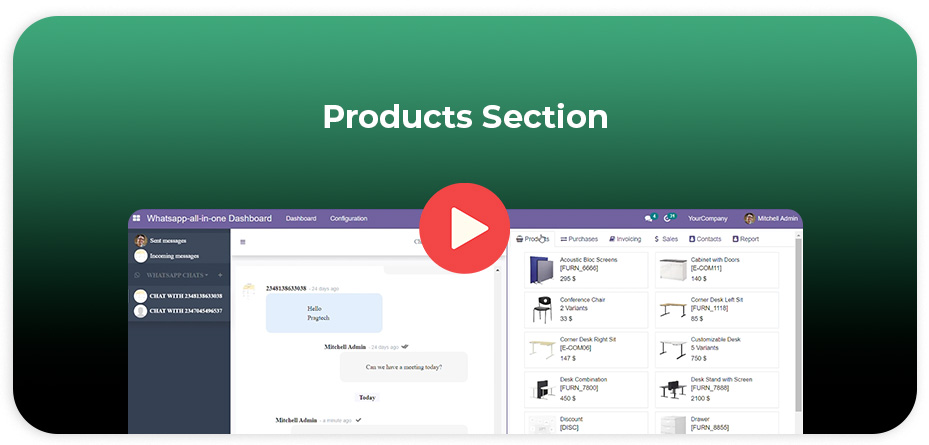 Products Section
Whatsapp-all-in-one Dashboard
Dashboard
Configuration
4
29
YourCompany
Mitchell Admin
Sent messages
Incoming messages
WHATSAPP CHATS
+
CHAT WITH 2348138633038
CHAT WITH 2347045496537
2348138633038 - 24 days ago
Hello
Pragtech
Mitchell Admin - 24 days ago
Can we have a meeting today?
Today
Mitchell Admin - a minute ago
Products
Purchases
Invoicing
$ Sales
Contacts
Report
Acoustic Bloc Screens
[FURN_6666]
295 $
Cabinet with Doors
[E-COM11]
140 $
Conference Chair
2 Variants
33 $
Corner Desk Left Sit
[FURN_1118]
85 $
Corner Desk Right Sit
[E-COM06]
147 $
Customizable Desk
5 Variants
750 $
Desk Combination
[FURN_7800]
450 $
Desk Stand with Screen
[FURN_7888]
2100 $
Discount
[DISC]
Drawer
[FURN_8855]